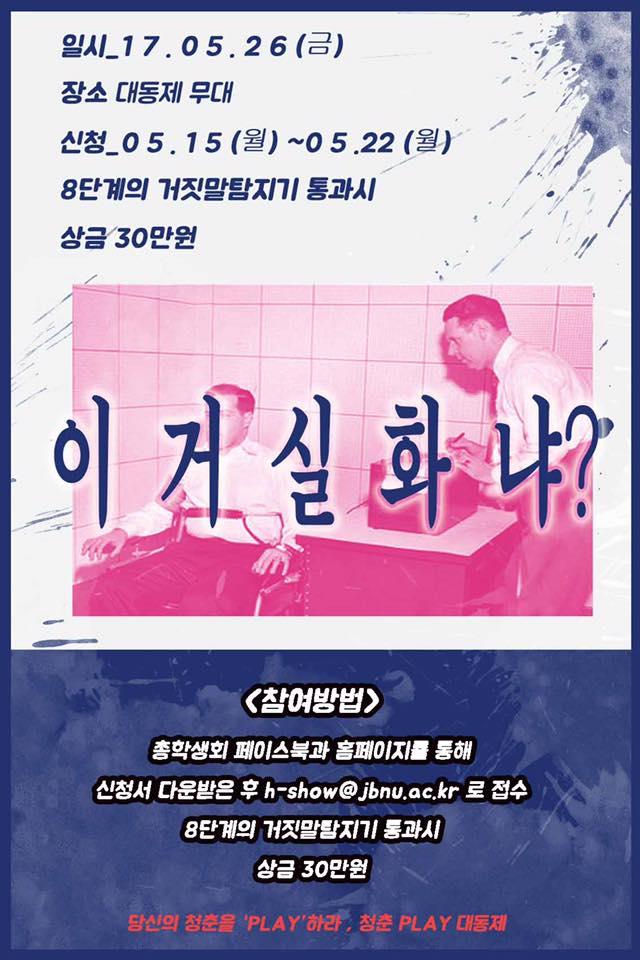 일시_17.05.26(금)
장소 대동제 무대
신청_05.15(월)~05.22(월)
8단계의 거짓말탐지기 통과시
상금 30만원
이거실화냐?
<참여방법>
총학생회 페이스북과 홈페이지를 통해
신청서 다운받은 후 h-show@jbnu.ac.kr 로 접수
8단계의 거짓말탐지기 통과시
상금 30만원
당신의 청춘을 'PLAY'하라 , 청춘 PLAY 대동제